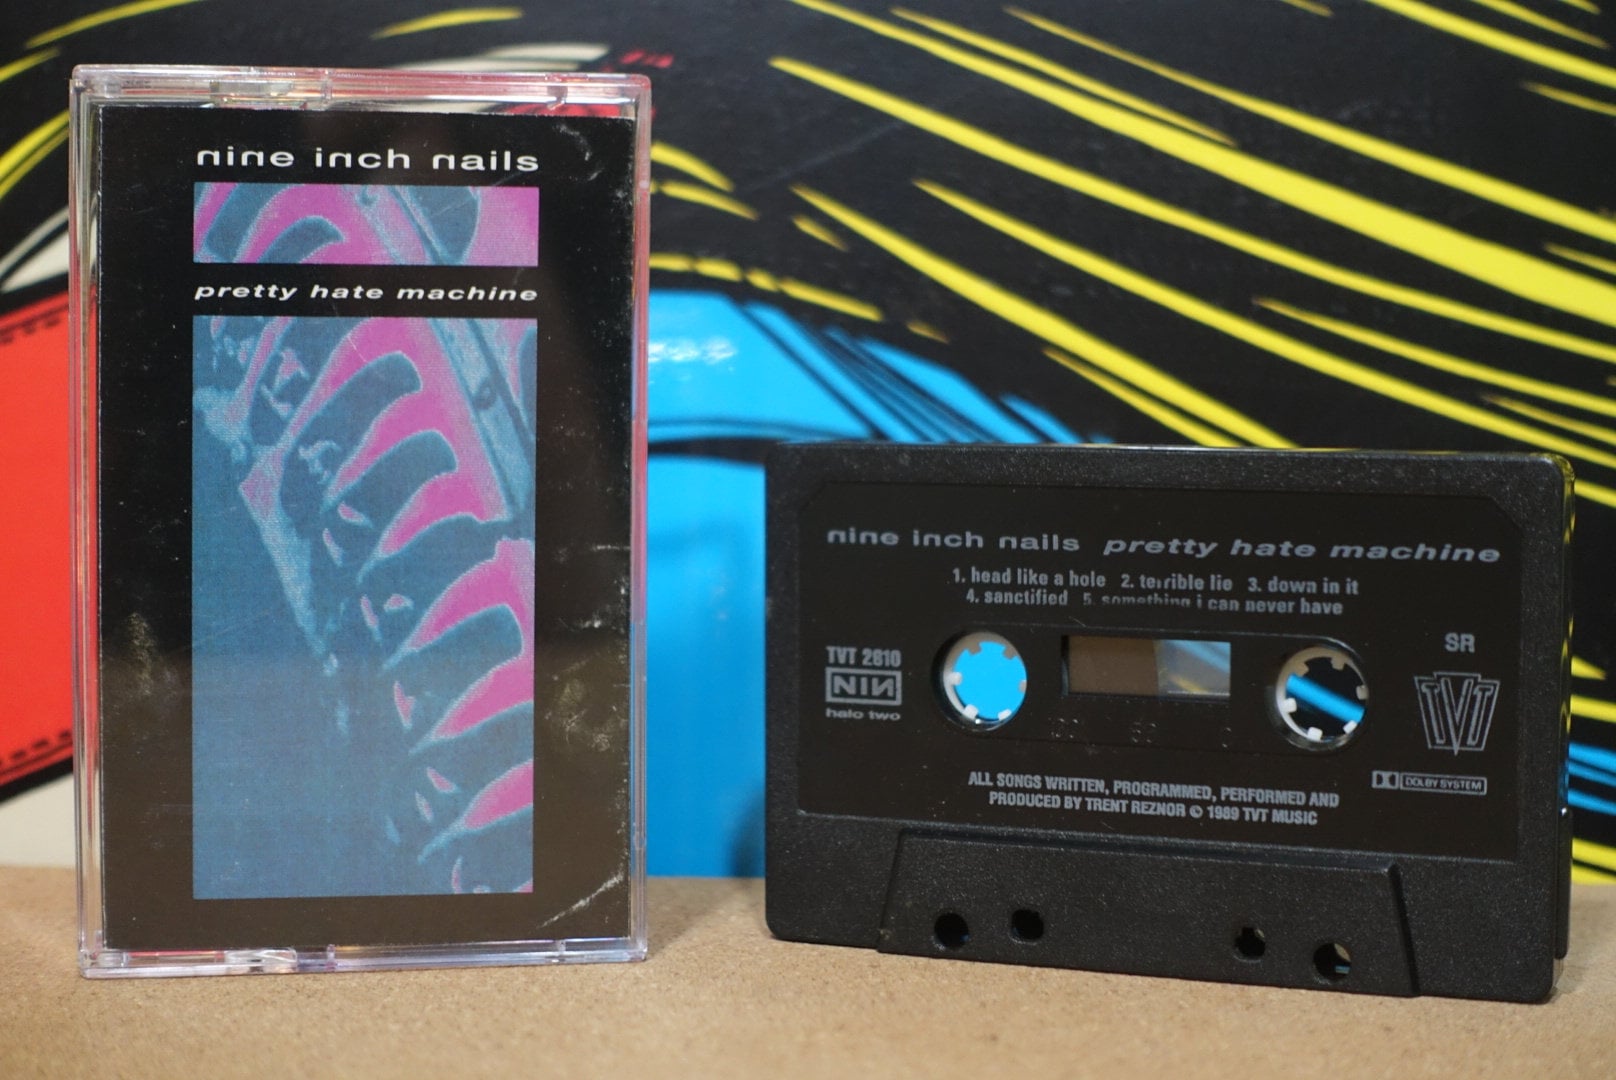 nine inch nails
pretty hate machine
nine inch nails pretty hate machine
1. head like a hole 2. terrible lie 3. down in it
4. sanctified 5. something i can never have
TVT 2610
NIN
halo two
SR
TVT
DOLBY SYSTEM
ALL SONGS WRITTEN, PROGRAMMED, PERFORMED AND
PRODUCED BY TRENT REZNOR © 1989 TVT MUSIC